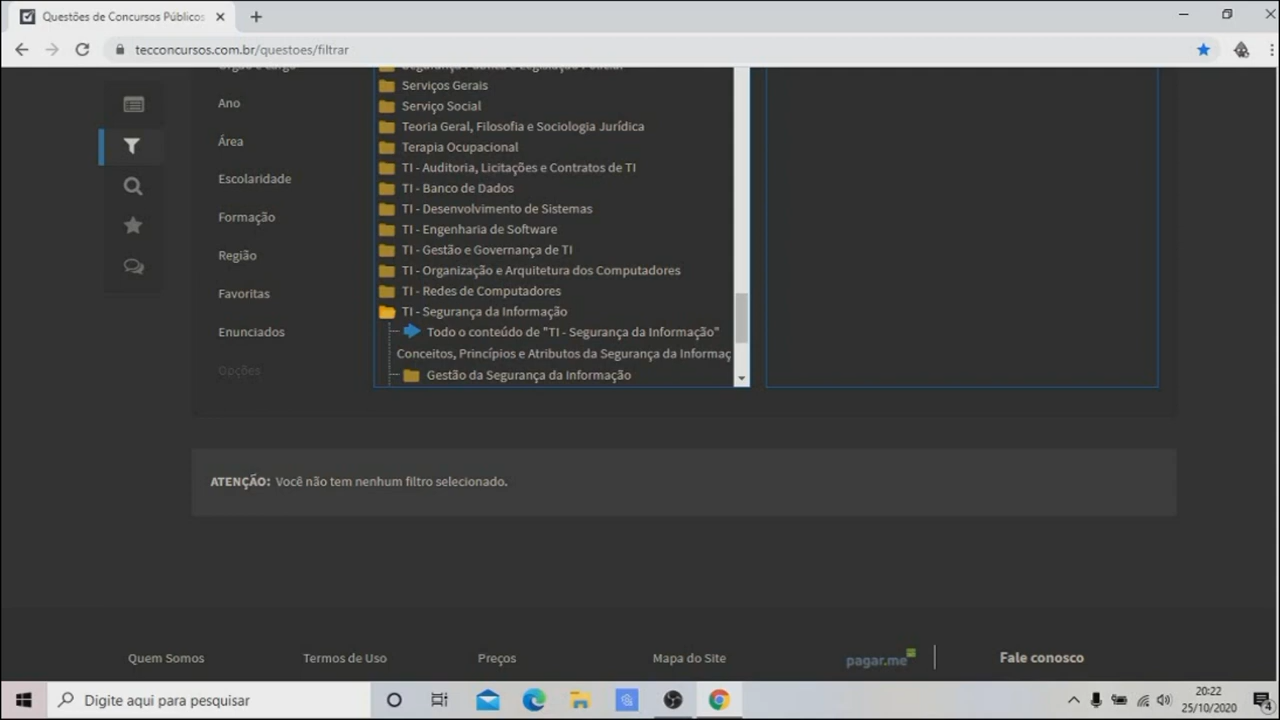 Questões de Concursos Públicos
tecconcursos.com.br/questoes/filtrar
Ano
Área
Escolaridade
Formação
Região
Favoritas
Enunciados
Opções
Serviços Gerais
Serviço Social
Teoria Geral, Filosofia e Sociologia Jurídica
Terapia Ocupacional
TI - Auditoria, Licitações e Contratos de TI
TI - Banco de Dados
TI - Desenvolvimento de Sistemas
TI - Engenharia de Software
TI - Gestão e Governança de TI
TI - Organização e Arquitetura dos Computadores
TI - Redes de Computadores
TI - Segurança da Informação
Todo o conteúdo de "TI - Segurança da Informação"
Conceitos, Princípios e Atributos da Segurança da Informaç
Gestão da Segurança da Informação
ATENÇÃO: Você não tem nenhum filtro selecionado.
Quem Somos
Termos de Uso
Preços
Mapa do Site
pagar.me
Fale conosco
Digite aqui para pesquisar
20:22
25/10/2020
4